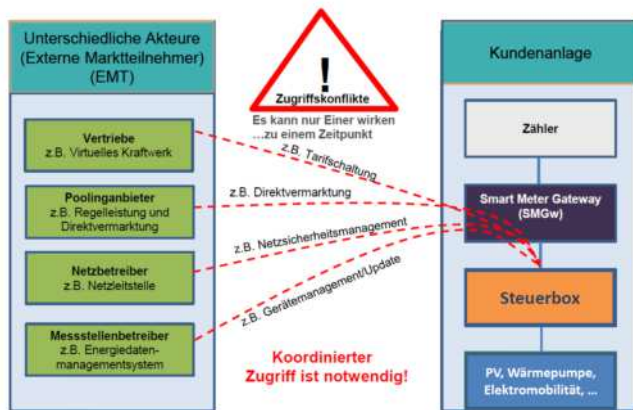 Unterschiedliche Akteure
(Externe Marktteilnehmer)
(EMT)
Vertriebe
z.B. Virtuelles Kraftwerk
Poolinganbieter
z.B. Regelleistung und
Direktvermarktung
Netzbetreiber
z.B. Netzleitstelle
Messstellenbetreiber
z.B. Energiedaten-
managementsystem
!
Zugriffskonflikte
Es kann nur Einer wirken
...zu einem Zeitpunkt
z.B. Tarifschaltung
z.B. Direktvermarktung
z.B. Netzsicherheitsmanagement
z.B. Gerätemanagement/Update
Koordinierter
Zugriff ist notwendig!
Kundenanlage
Zähler
Smart Meter Gateway
(SMGw)
Steuerbox
PV, Wärmepumpe,
Elektromobilität, ...